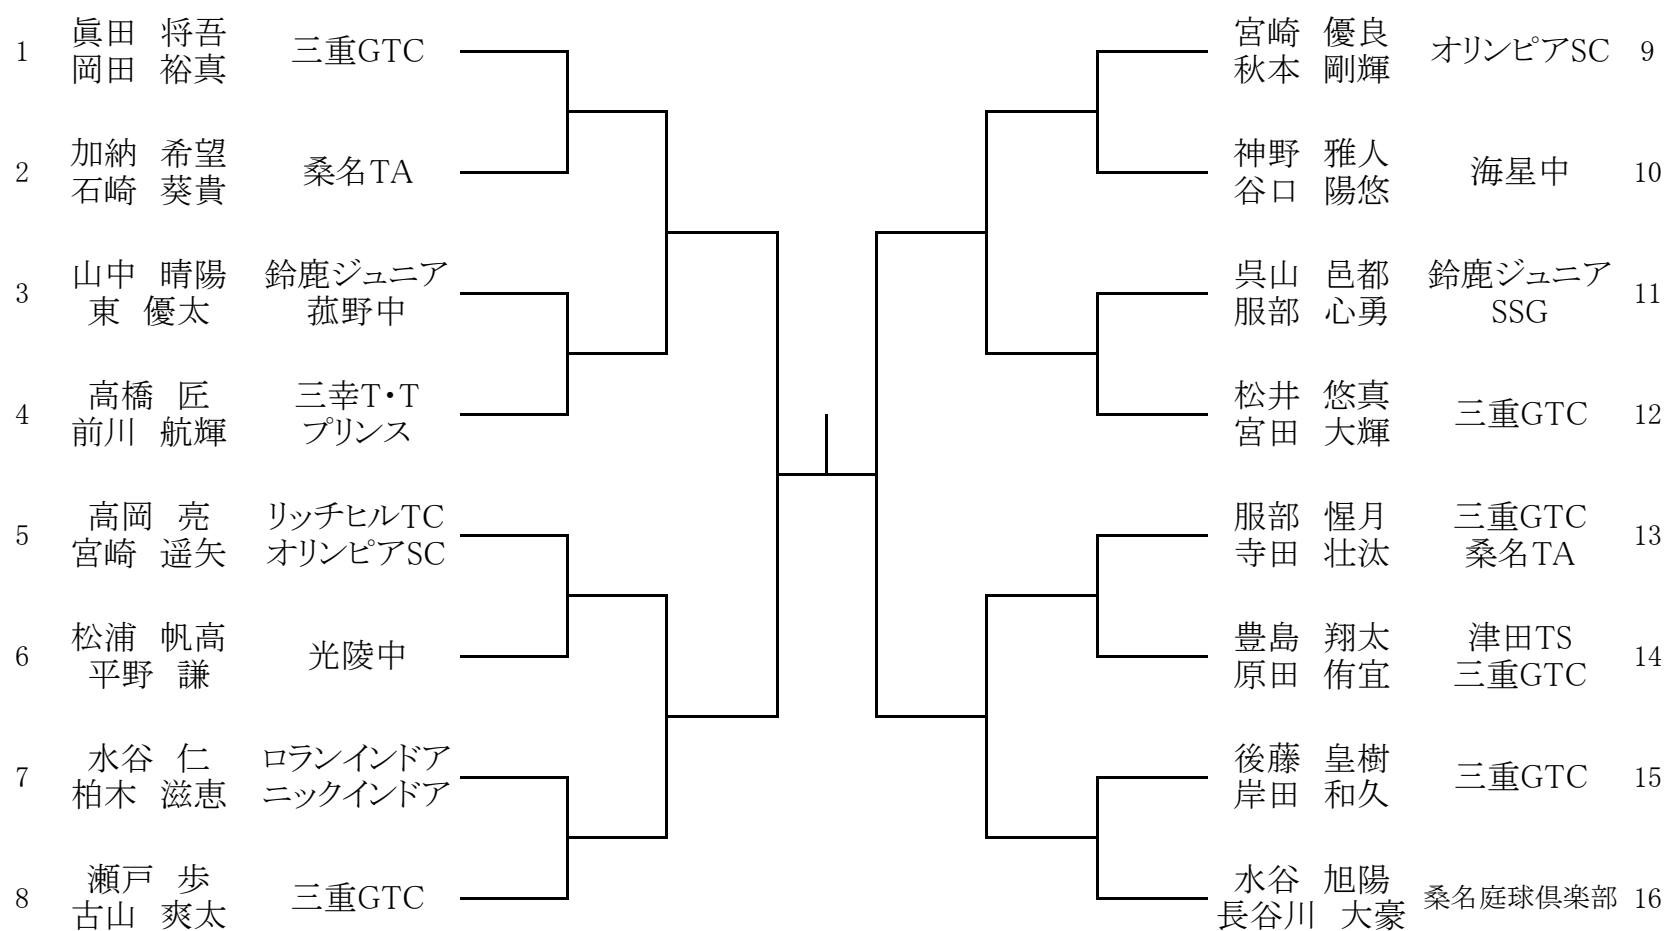 1
眞田 将吾
岡田 裕真
三重GTC
2
加納 希望
石崎 葵貴
桑名TA
3
山中 晴陽
東 優太
鈴鹿ジュニア
菰野中
4
高橋 匠
前川 航輝
三幸T・T
プリンス
5
高岡 亮
宮崎 遥矢
リッチヒルTC
オリンピアSC
6
松浦 帆高
平野 謙
光陵中
7
水谷 仁
柏木 滋恵
ロランインドア
ニックインドア
8
瀬戸 歩
古山 爽太
三重GTC
宮崎 優良
秋本 剛輝
オリンピアSC
9
神野 雅人
谷口 陽悠
海星中
10
呉山 邑都
服部 心勇
鈴鹿ジュニア
SSG
11
松井 悠真
宮田 大輝
三重GTC
12
服部 惺月
寺田 壮汰
三重GTC
桑名TA
13
豊島 翔太
原田 侑宜
津田TS
三重GTC
14
後藤 皇樹
岸田 和久
三重GTC
15
水谷 旭陽
長谷川 大豪
桑名庭球倶楽部
16